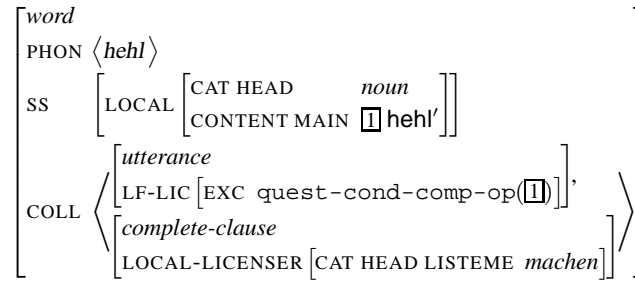 word
PHON ⟨hehl⟩
SS [LOCAL [CAT HEAD noun
CONTENT MAIN 1 hehl′]]
COLL ⟨[utterance
LF-LIC [EXC quest-cond-comp-op(1)]],
[complete-clause
LOCAL-LICENSER [CAT HEAD LISTEME machen]]⟩